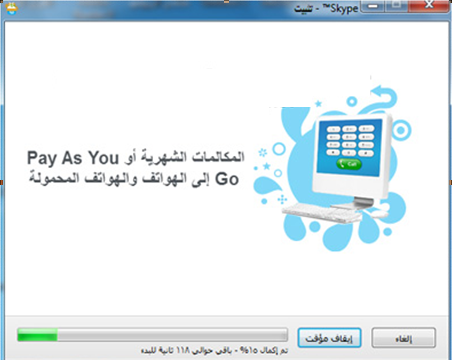 Skype™ - تثبيت
المكالمات الشهرية أو Pay As You
Go إلى الهواتف والهواتف المحمولة
Call
إلغاء
إيقاف مؤقت
تم إكمال ١٥% - باقي حوالي ١١٨ ثانية للبدء